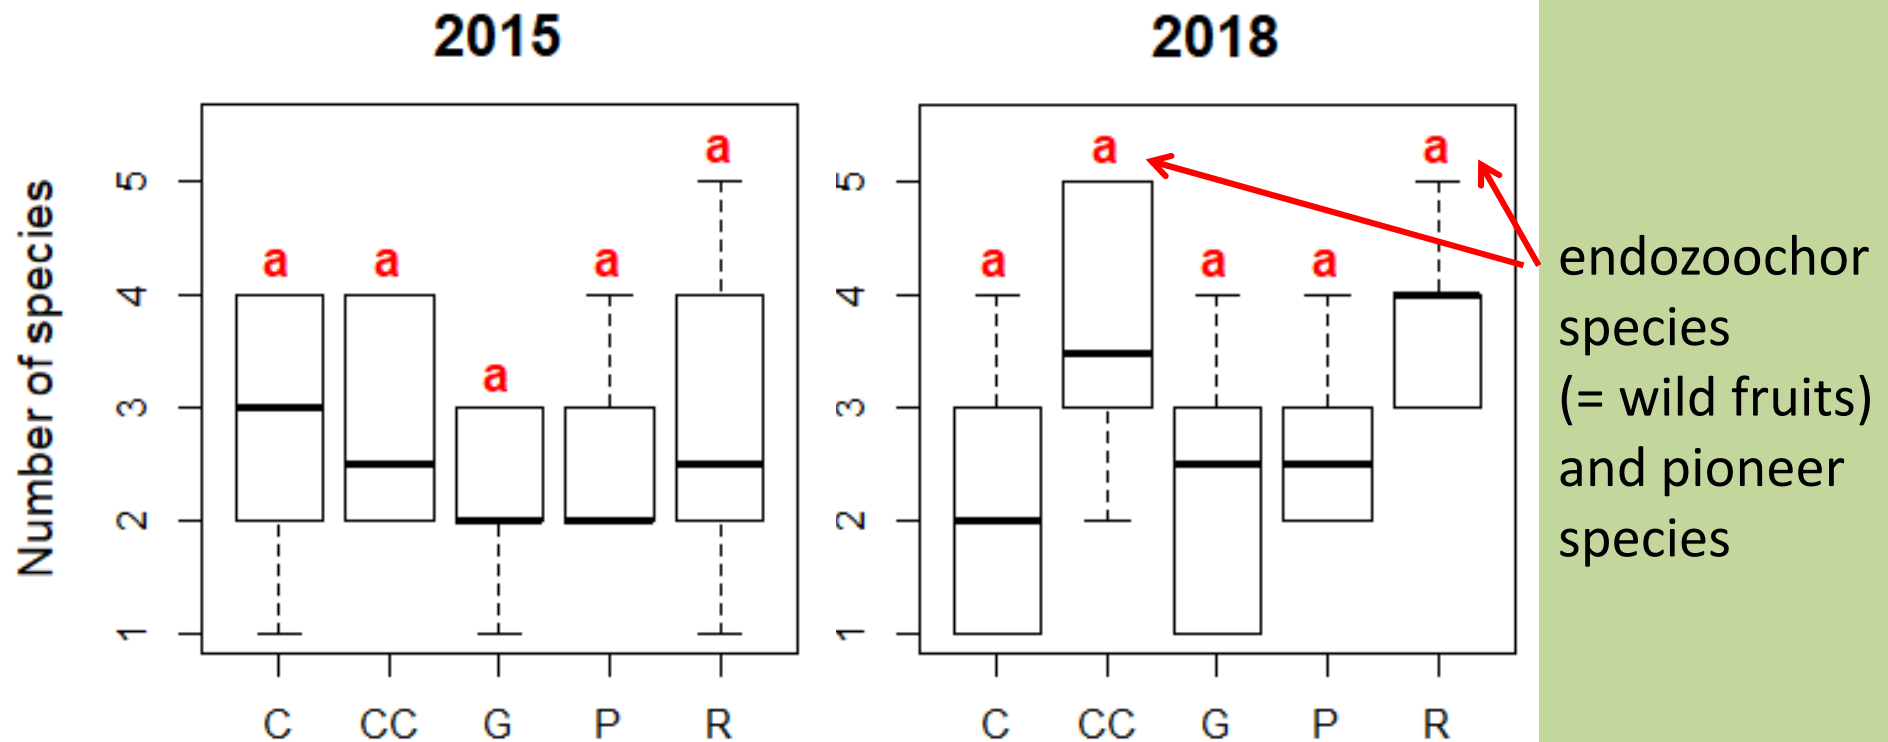 2015
2018
Number of species
5
4
3
2
1
a
a
a
a
a
C CC G P R
5
4
3
2
1
a
a
a
a
a
C CC G P R
endozoochor
species
(= wild fruits)
and pioneer
species